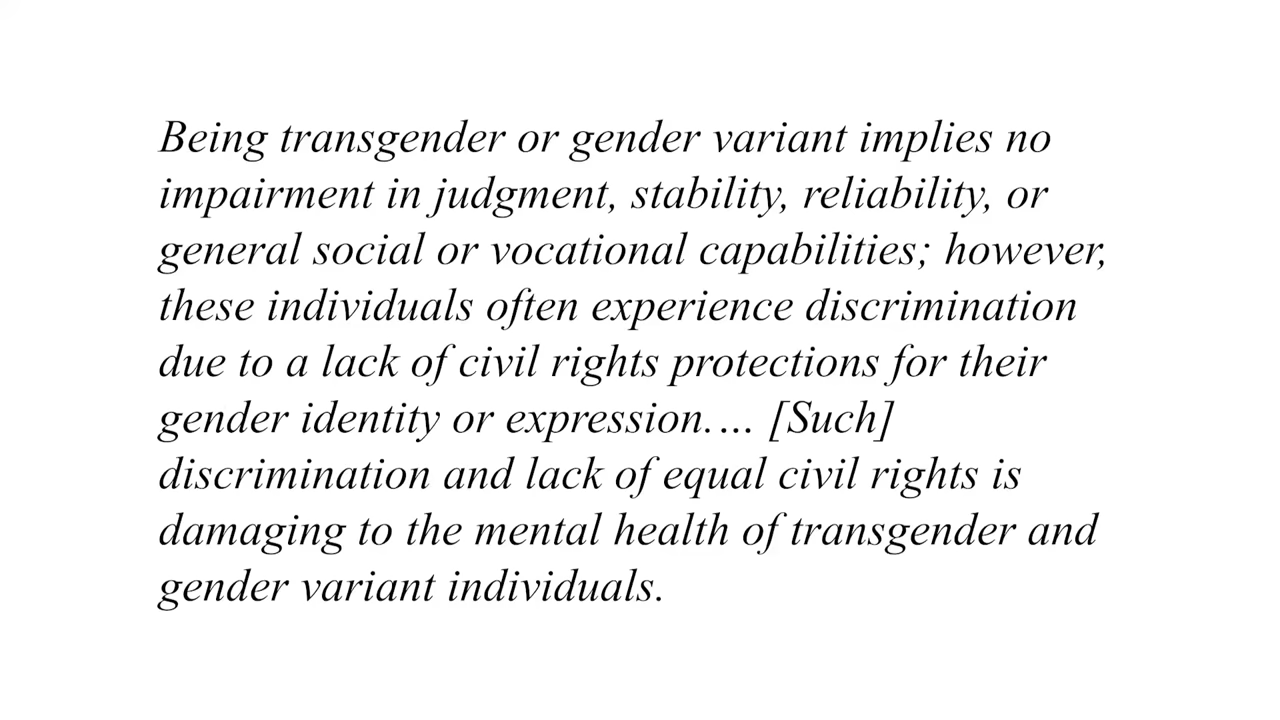 Being transgender or gender variant implies no
impairment in judgment, stability, reliability, or
general social or vocational capabilities; however,
these individuals often experience discrimination
due to a lack of civil rights protections for their
gender identity or expression.… [Such]
discrimination and lack of equal civil rights is
damaging to the mental health of transgender and
gender variant individuals.